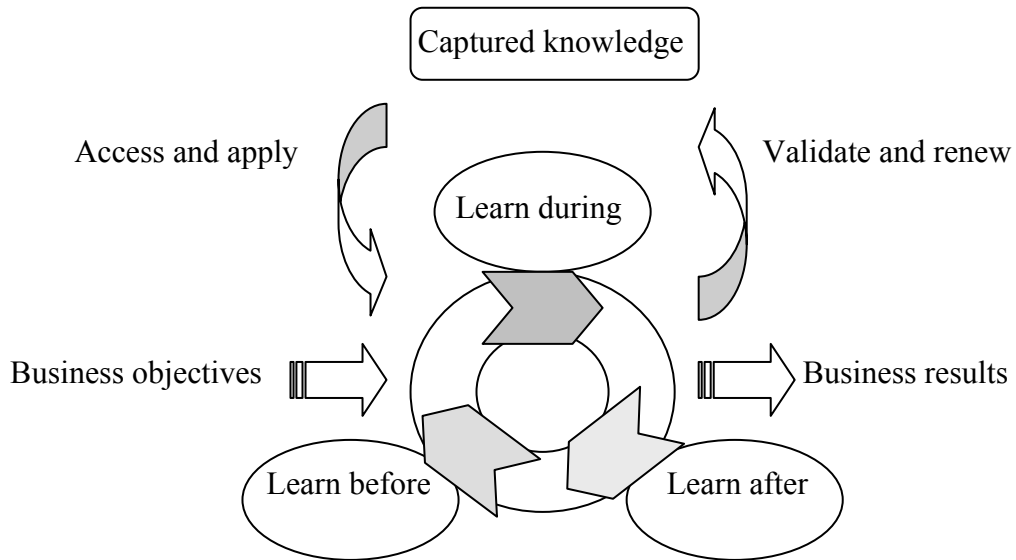 Captured knowledge
Access and apply
Validate and renew
Learn during
Business objectives
Business results
Learn before
Learn after